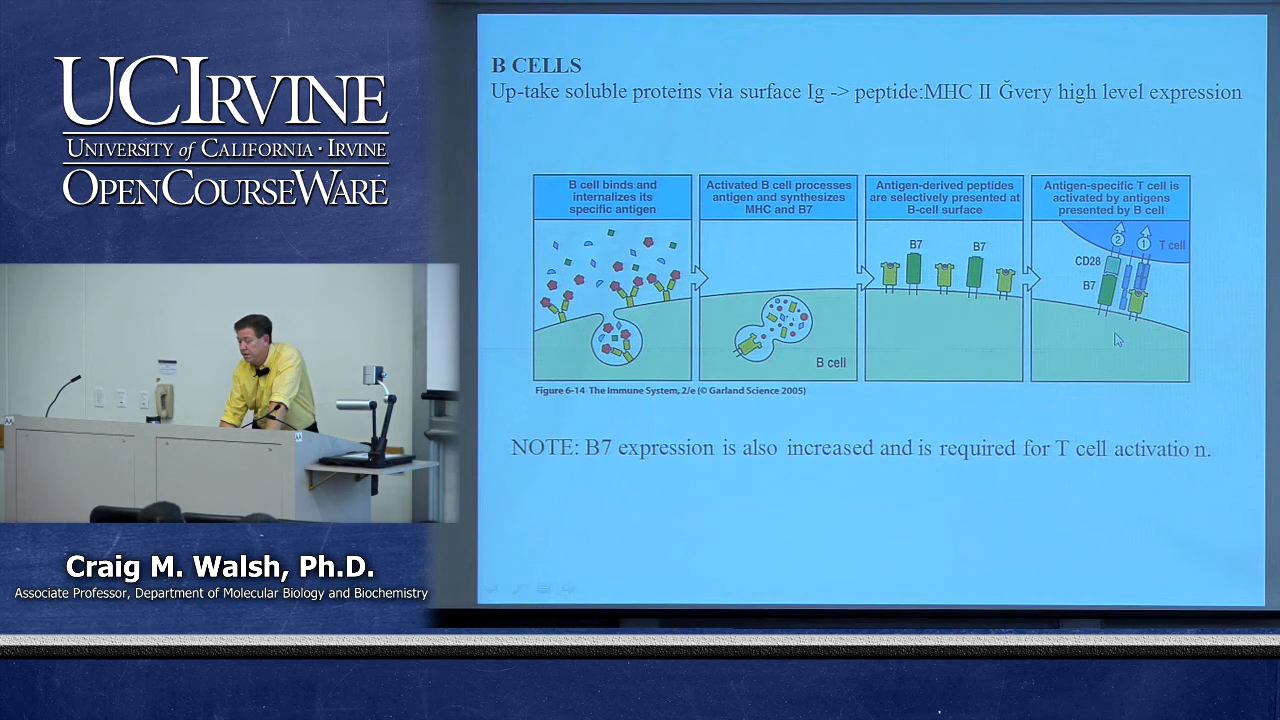 UCIRVINE
UNIVERSITY of CALIFORNIA · IRVINE
OPENCOURSEWARE
Craig M. Walsh, Ph.D.
Associate Professor, Department of Molecular Biology and Biochemistry
B CELLS
Up-take soluble proteins via surface Ig -> peptide:MHC II Ğvery high level expression
B cell binds and
internalizes its
specific antigen
Activated B cell processes
antigen and synthesizes
MHC and B7
B cell
Antigen-derived peptides
are selectively presented at
B-cell surface
B7
B7
Antigen-specific T cell is
activated by antigens
presented by B cell
2
1
T cell
CD28
B7
Figure 6-14 The Immune System, 2/e (© Garland Science 2005)
NOTE: B7 expression is also increased and is required for T cell activatio n.